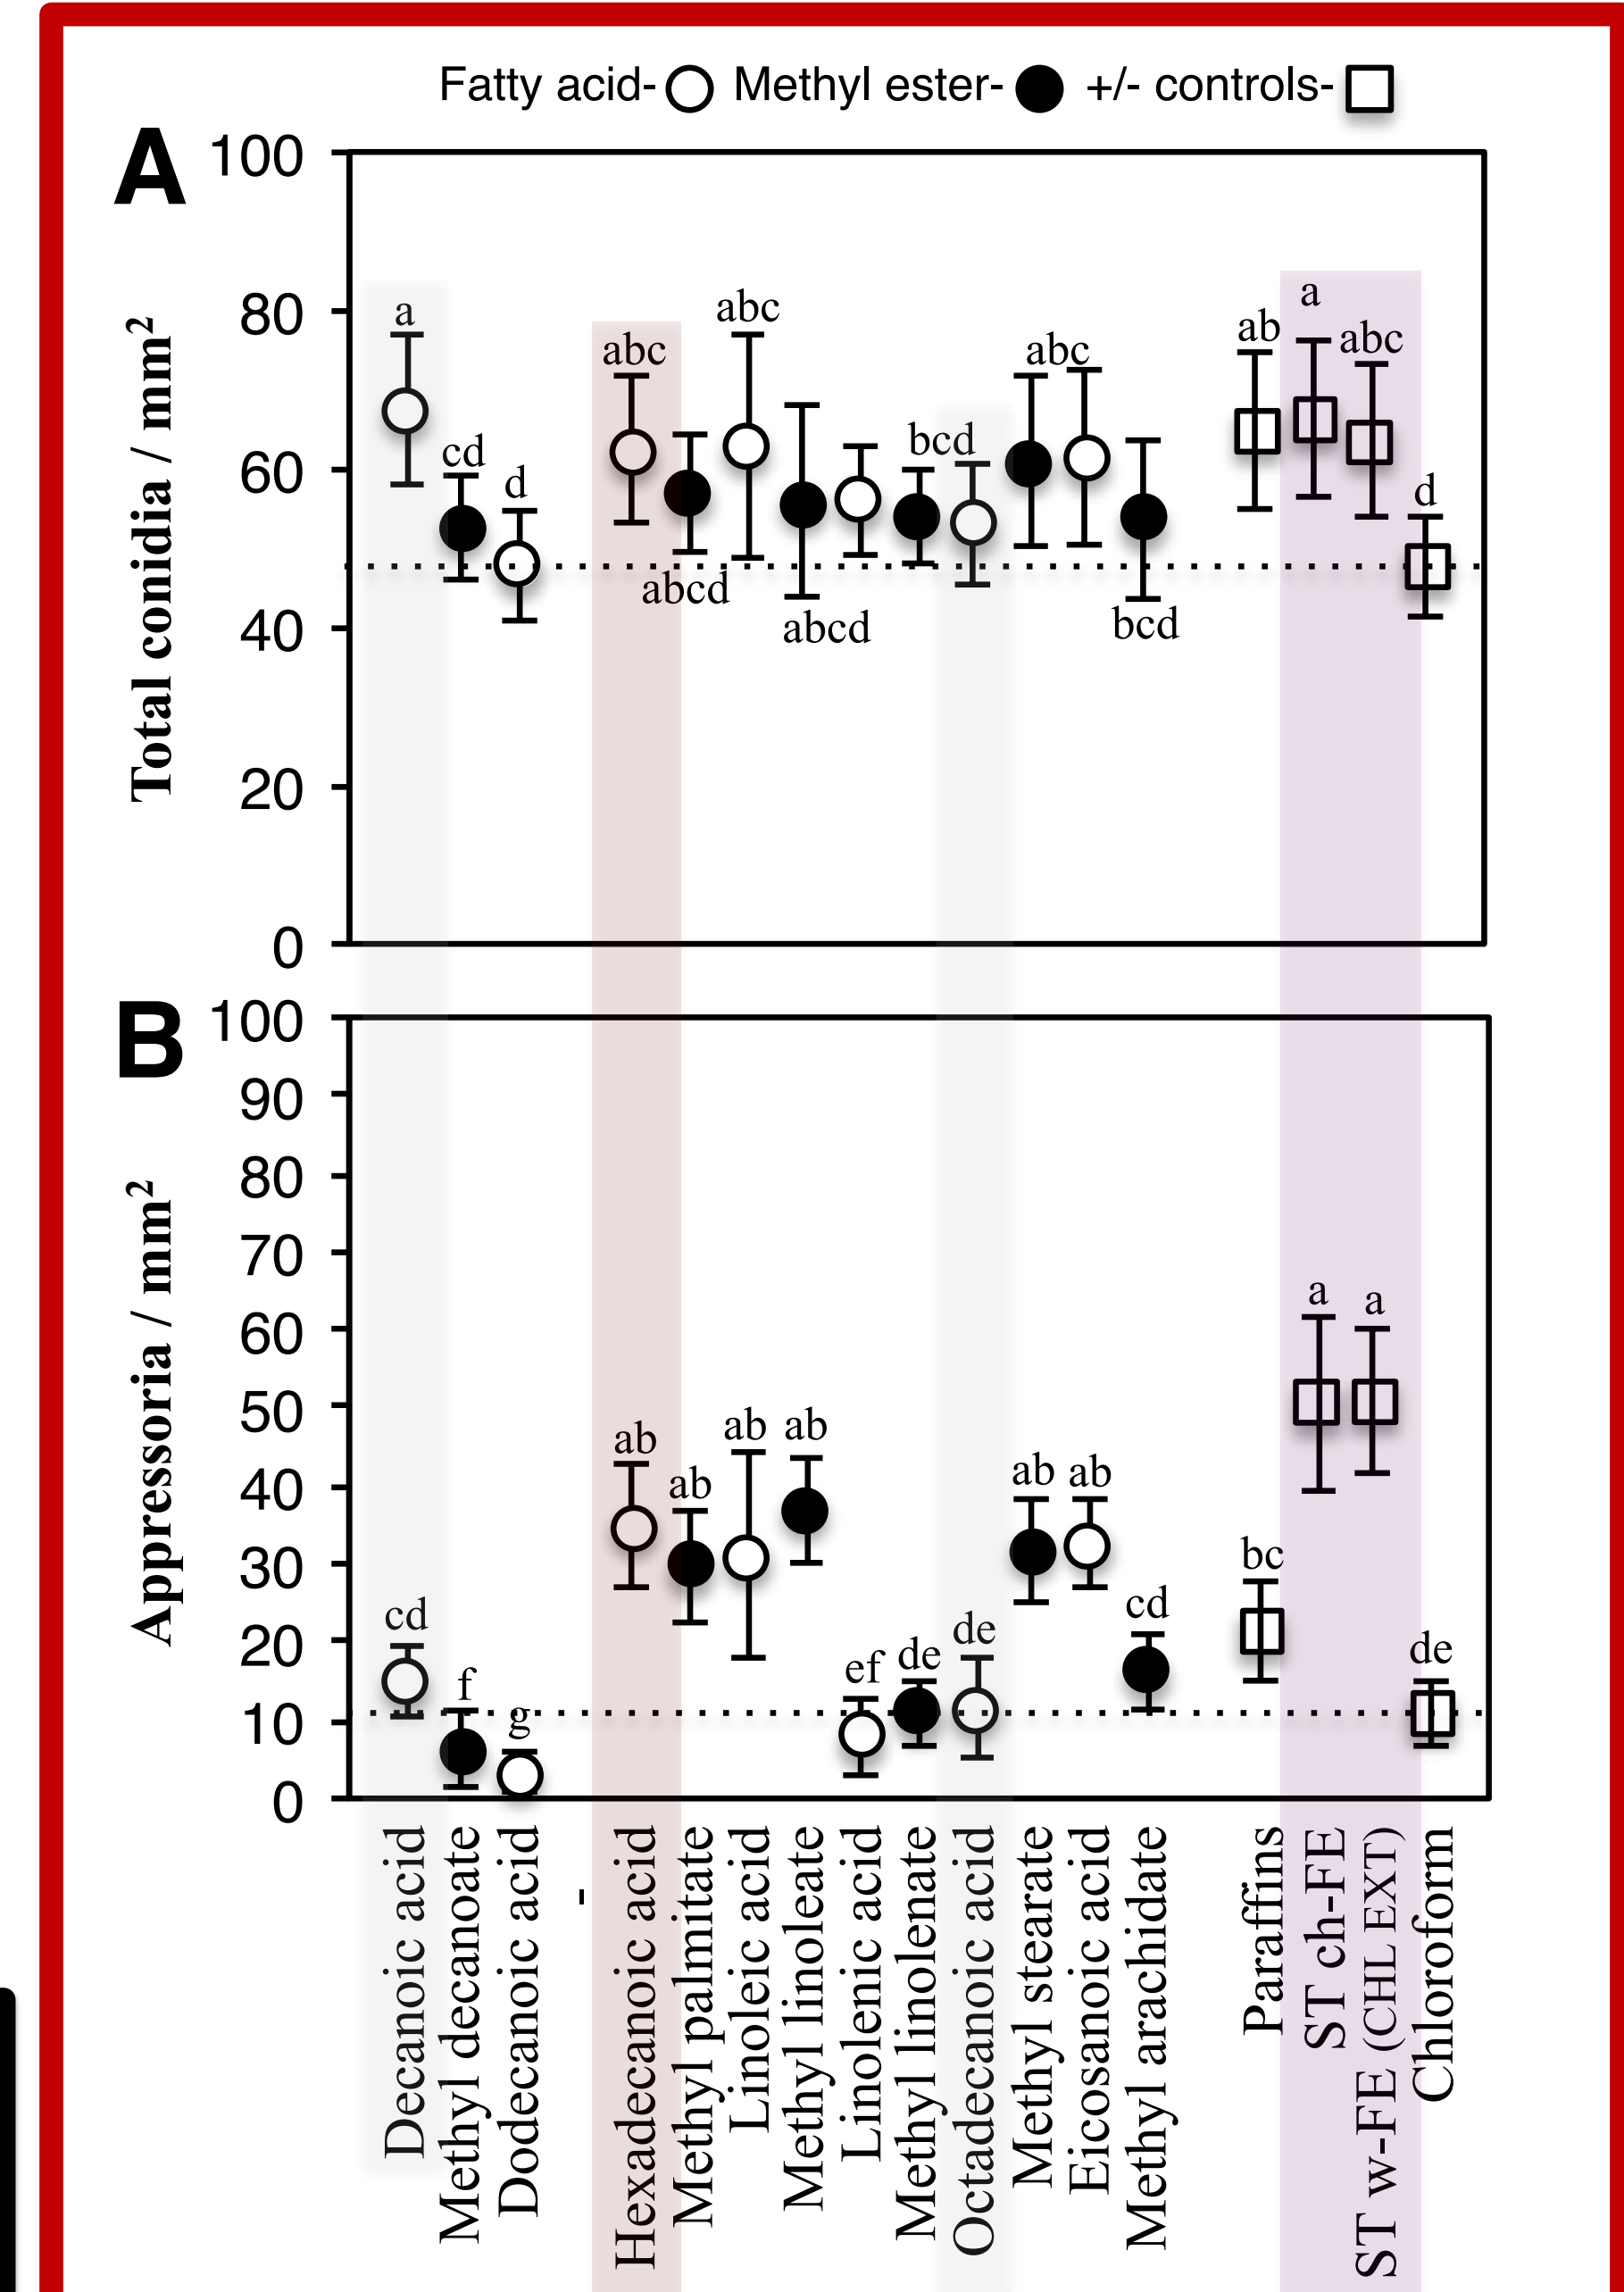 Fatty acid- Methyl ester- +/- controls-
A
100
80
60
40
20
0
Total conidia / mm²
a
cd
d
abc
abcd
abc
abcd
bcd
abc
bcd
ab
a
abc
d
B
100
90
80
70
60
50
40
30
20
10
0
Appressoria / mm²
cd
f
g
ab
ab
ab
ab
ef
de
de
ab
ab
cd
bc
a
a
de
Decanoic acid
Methyl decanoate
Dodecanoic acid
-
Hexadecanoic acid
Methyl palmitate
Linoleic acid
Methyl linoleate
Linolenic acid
Methyl linolenate
Octadecanoic acid
Methyl stearate
Eicosanoic acid
Methyl arachidate
Paraffins
ST ch-FE
ST w-FE (CHL EXT)
Chloroform